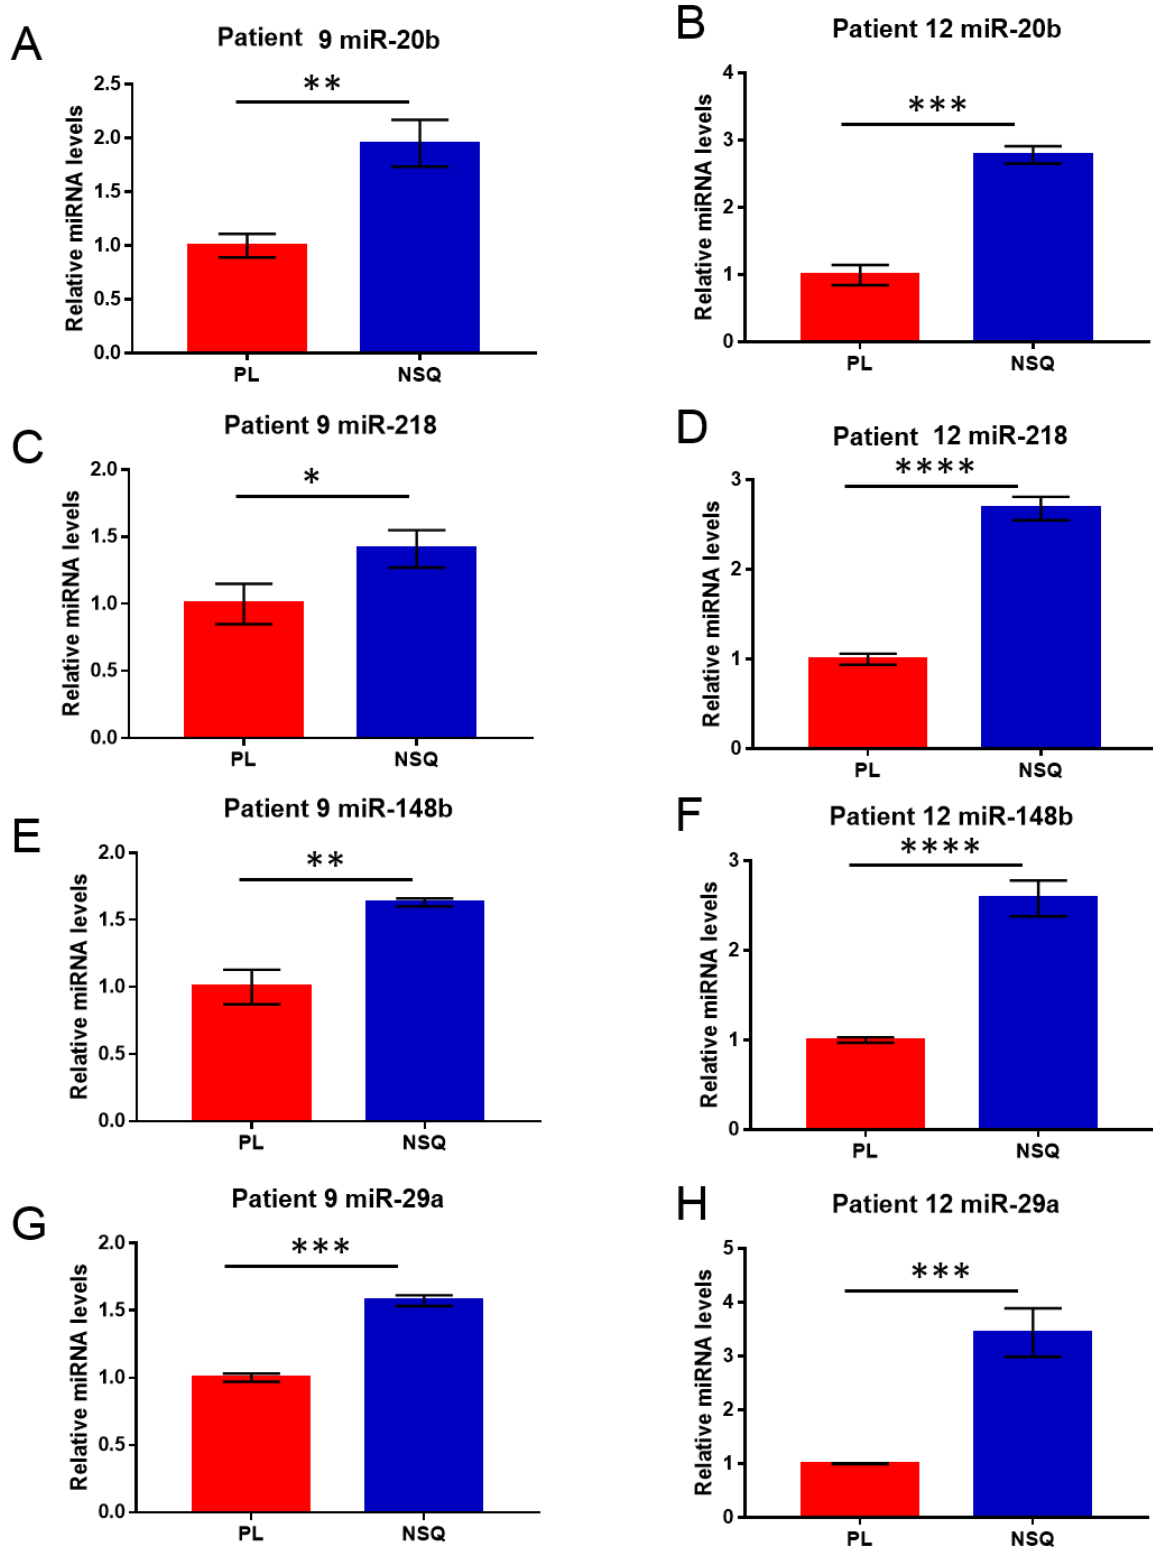 A
Patient 9 miR-20b
**
Relative miRNA levels
2.5
2.0
1.5
1.0
0.5
0.0
PL
NSQ
B
Patient 12 miR-20b
***
Relative miRNA levels
4
3
2
1
0
PL
NSQ
C
Patient 9 miR-218
*
Relative miRNA levels
2.0
1.5
1.0
0.5
0.0
PL
NSQ
D
Patient 12 miR-218
****
Relative miRNA levels
3
2
1
0
PL
NSQ
E
Patient 9 miR-148b
**
Relative miRNA levels
2.0
1.5
1.0
0.5
0.0
PL
NSQ
F
Patient 12 miR-148b
****
Relative miRNA levels
3
2
1
0
PL
NSQ
G
Patient 9 miR-29a
***
Relative miRNA levels
2.0
1.5
1.0
0.5
0.0
PL
NSQ
H
Patient 12 miR-29a
***
Relative miRNA levels
5
4
3
2
1
0
PL
NSQ